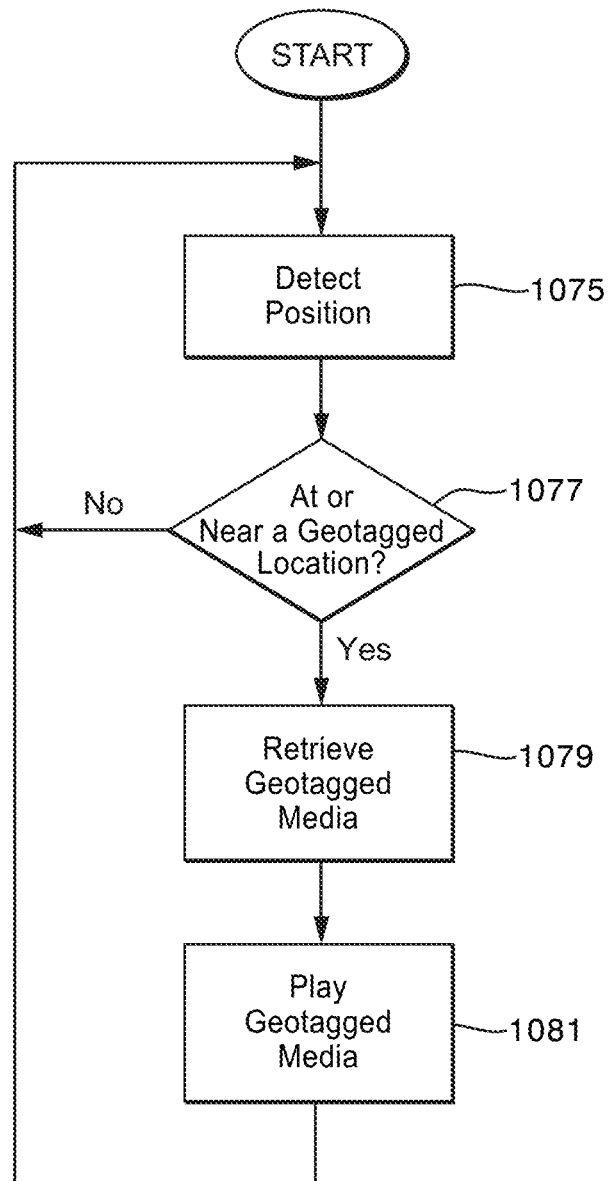 START
Detect
Position
1075
At or
Near a Geotagged
Location?
1077
No
Yes
Retrieve
Geotagged
Media
1079
Play
Geotagged
Media
1081